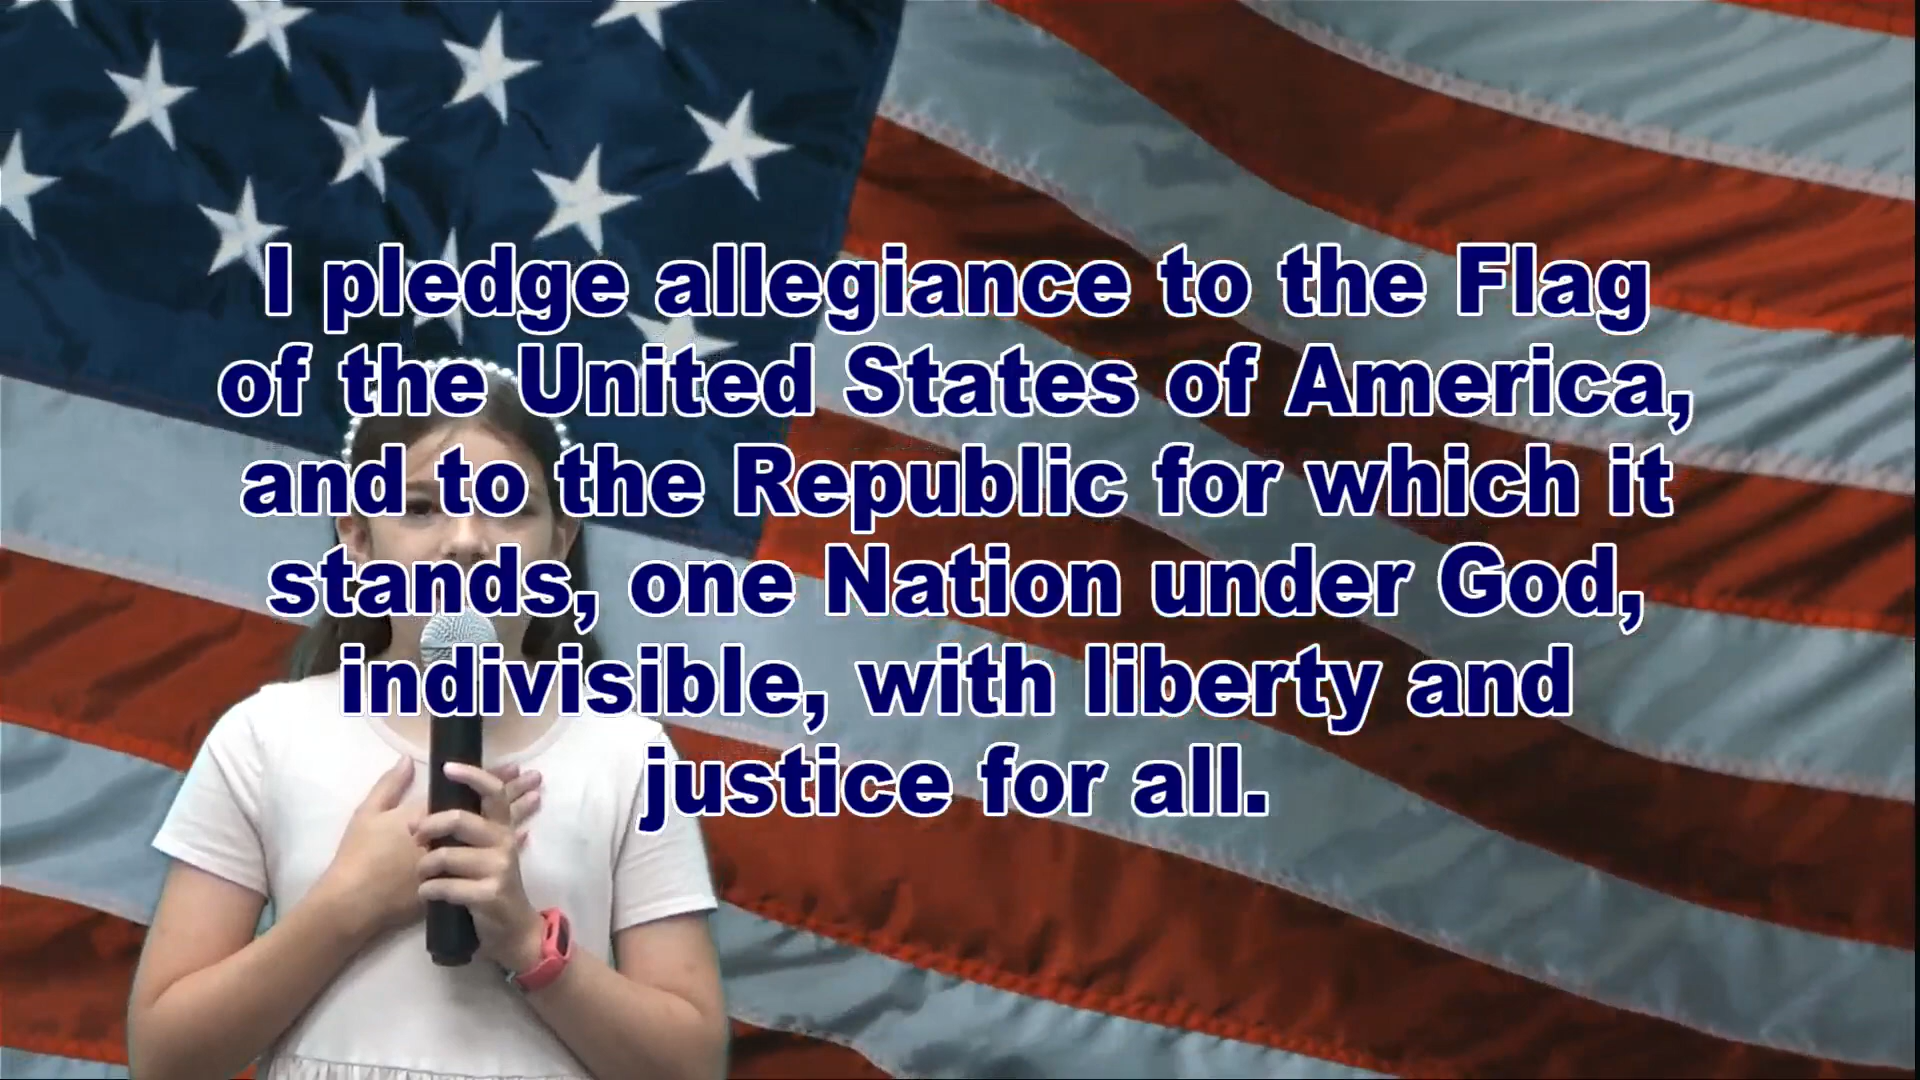 I pledge allegiance to the Flag
of the United States of America,
and to the Republic for which it
stands, one Nation under God,
indivisible, with liberty and
justice for all.